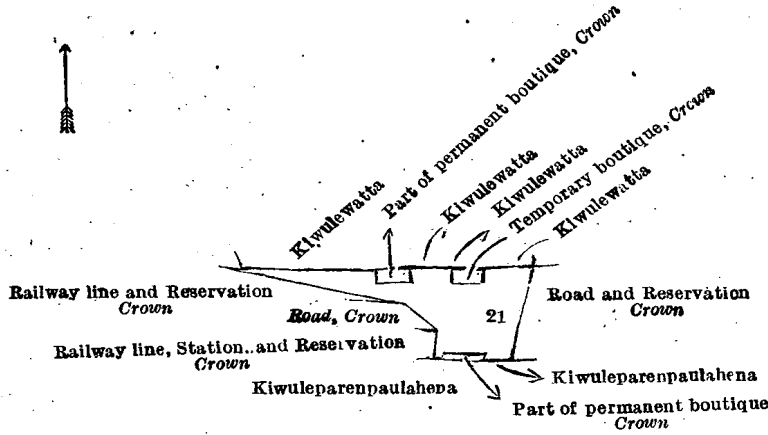 Kiwulewatta
Part of permanent boutique, Crown
Kiwulewatta
Kiwulewatta
Temporary boutique, Crown
Kiwulewatta
Railway line and Reservation
Crown
Road, Crown
21
Road and Reservation
Crown
Railway line, Station and Reservation
Crown
Kiwuleparenpaulahena
Kiwuleparenpaulahena
Part of permanent boutique
Crown